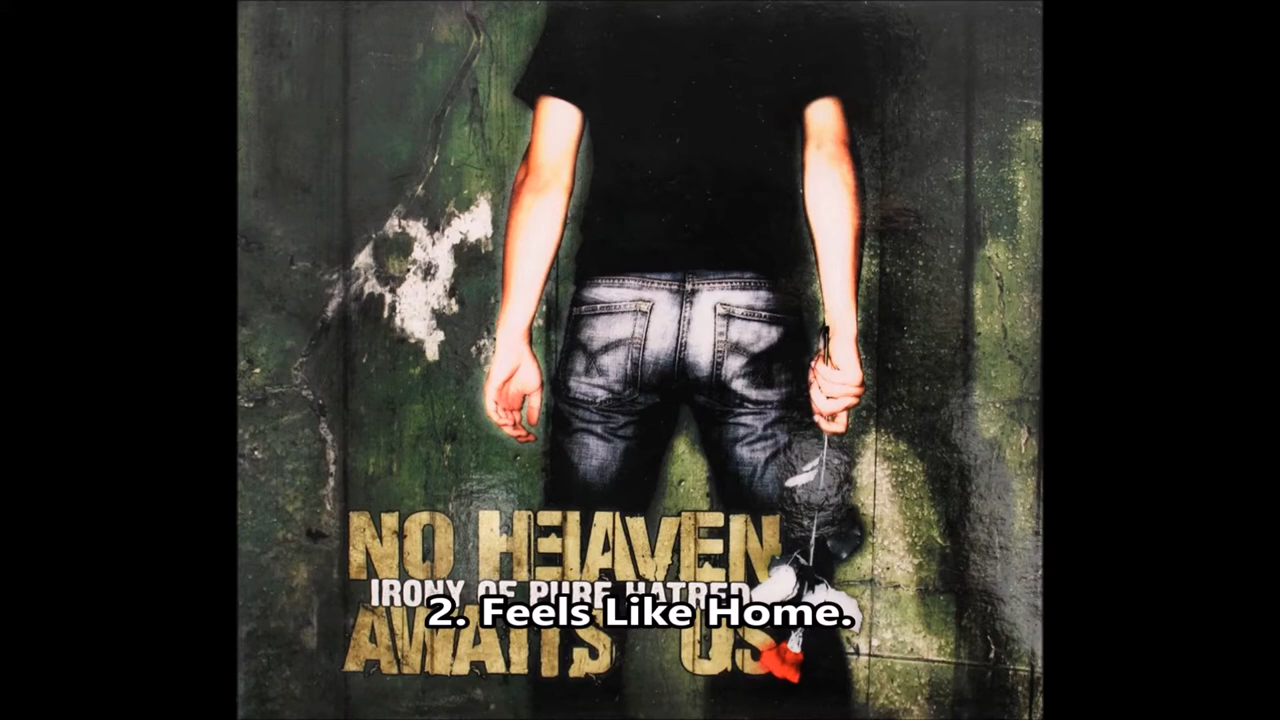 NO HEAVEN
IRONY OF PURE HATRED
2. Feels Like Home.
AWAITS US